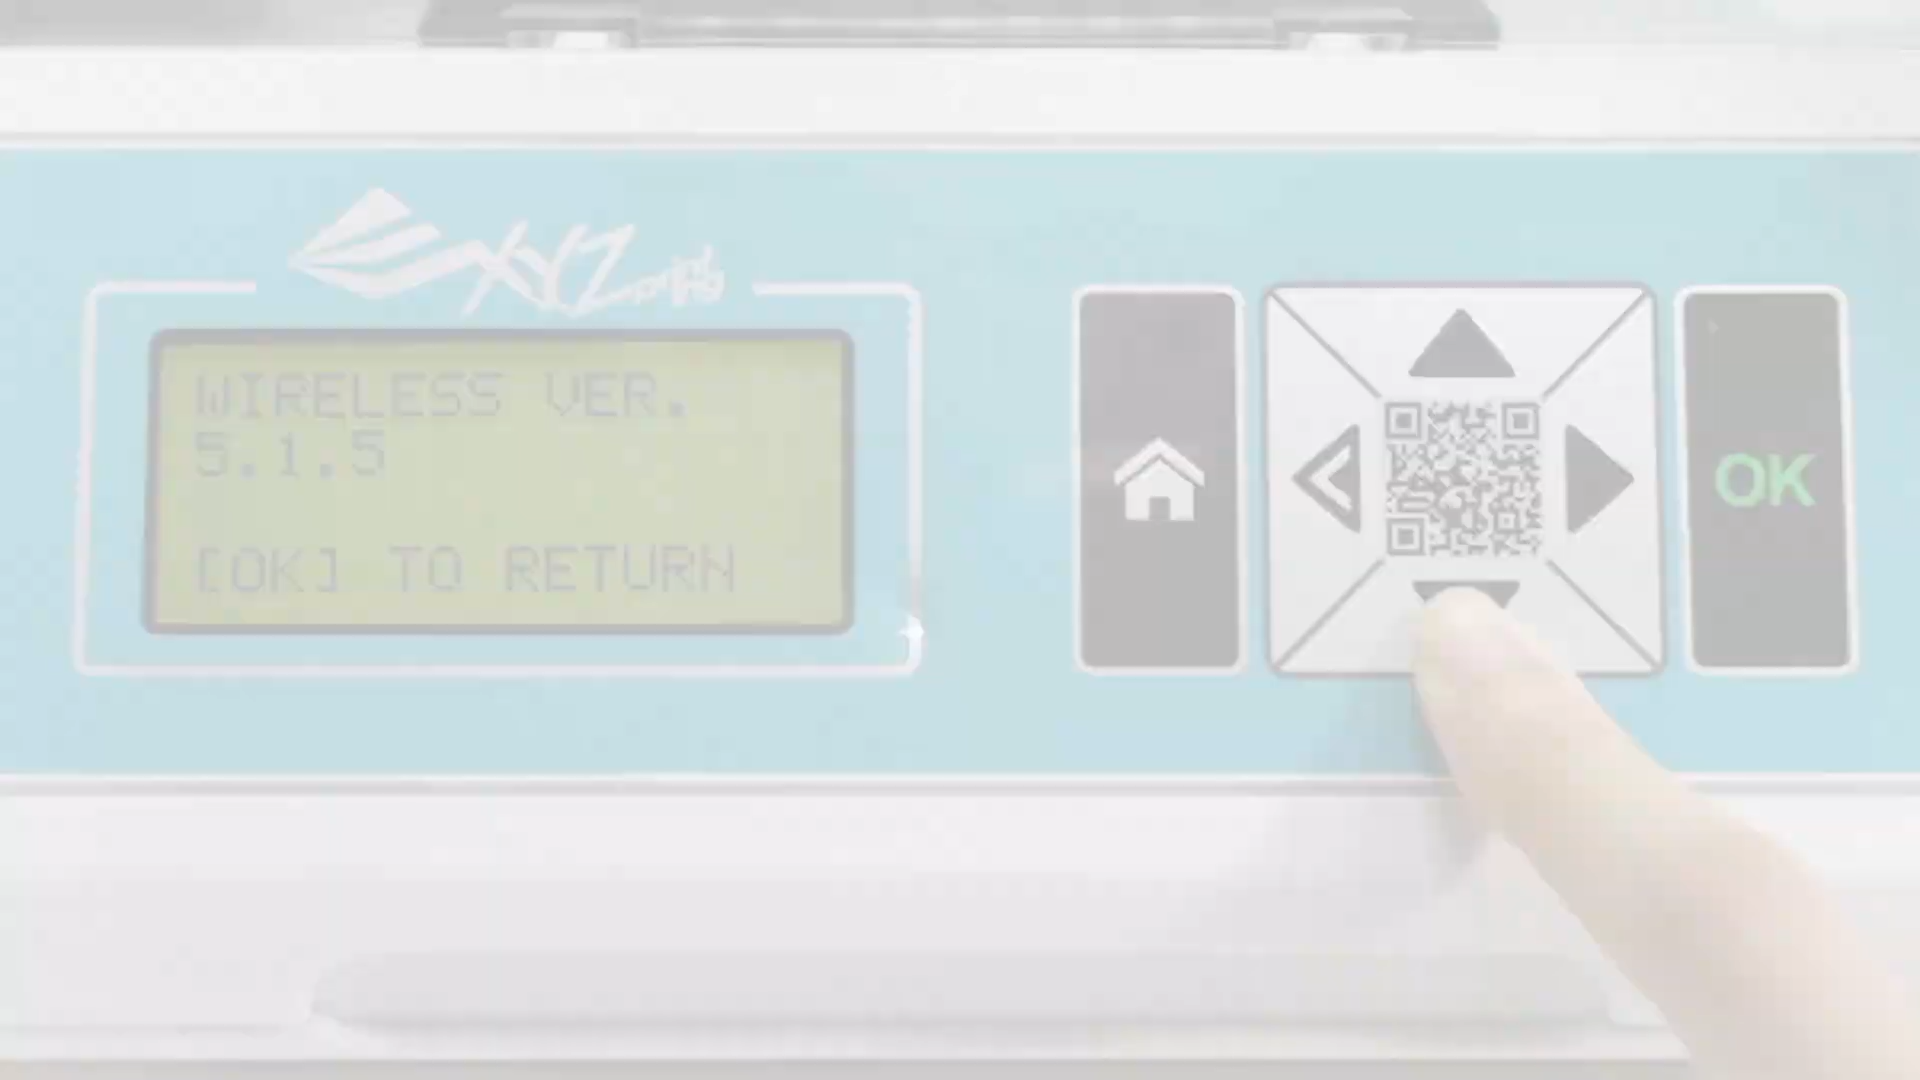 XYZprinting
WIRELESS VER.
5.1.5
[OK] TO RETURN
OK